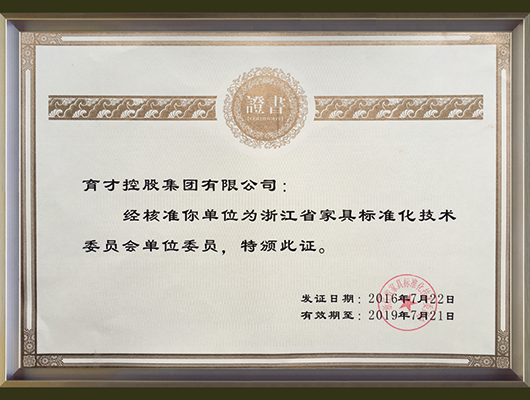 證書
育才控股集团有限公司：
经核准你单位为浙江省家具标准化技术
委员会单位委员，特颁此证。
发证日期：2016年7月22日
有效期至：2019年7月21日